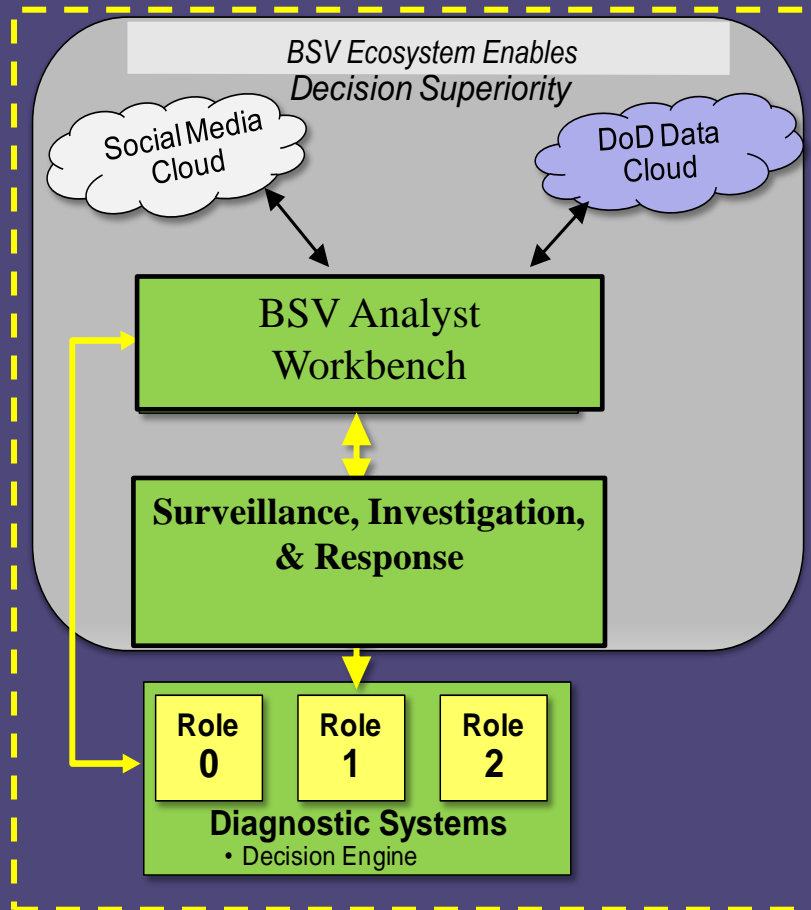 BSV Ecosystem Enables
Decision Superiority
Social Media
Cloud
DoD Data
Cloud
BSV Analyst
Workbench
Surveillance, Investigation,
& Response
Role
0
Role
1
Role
2
Diagnostic Systems
• Decision Engine